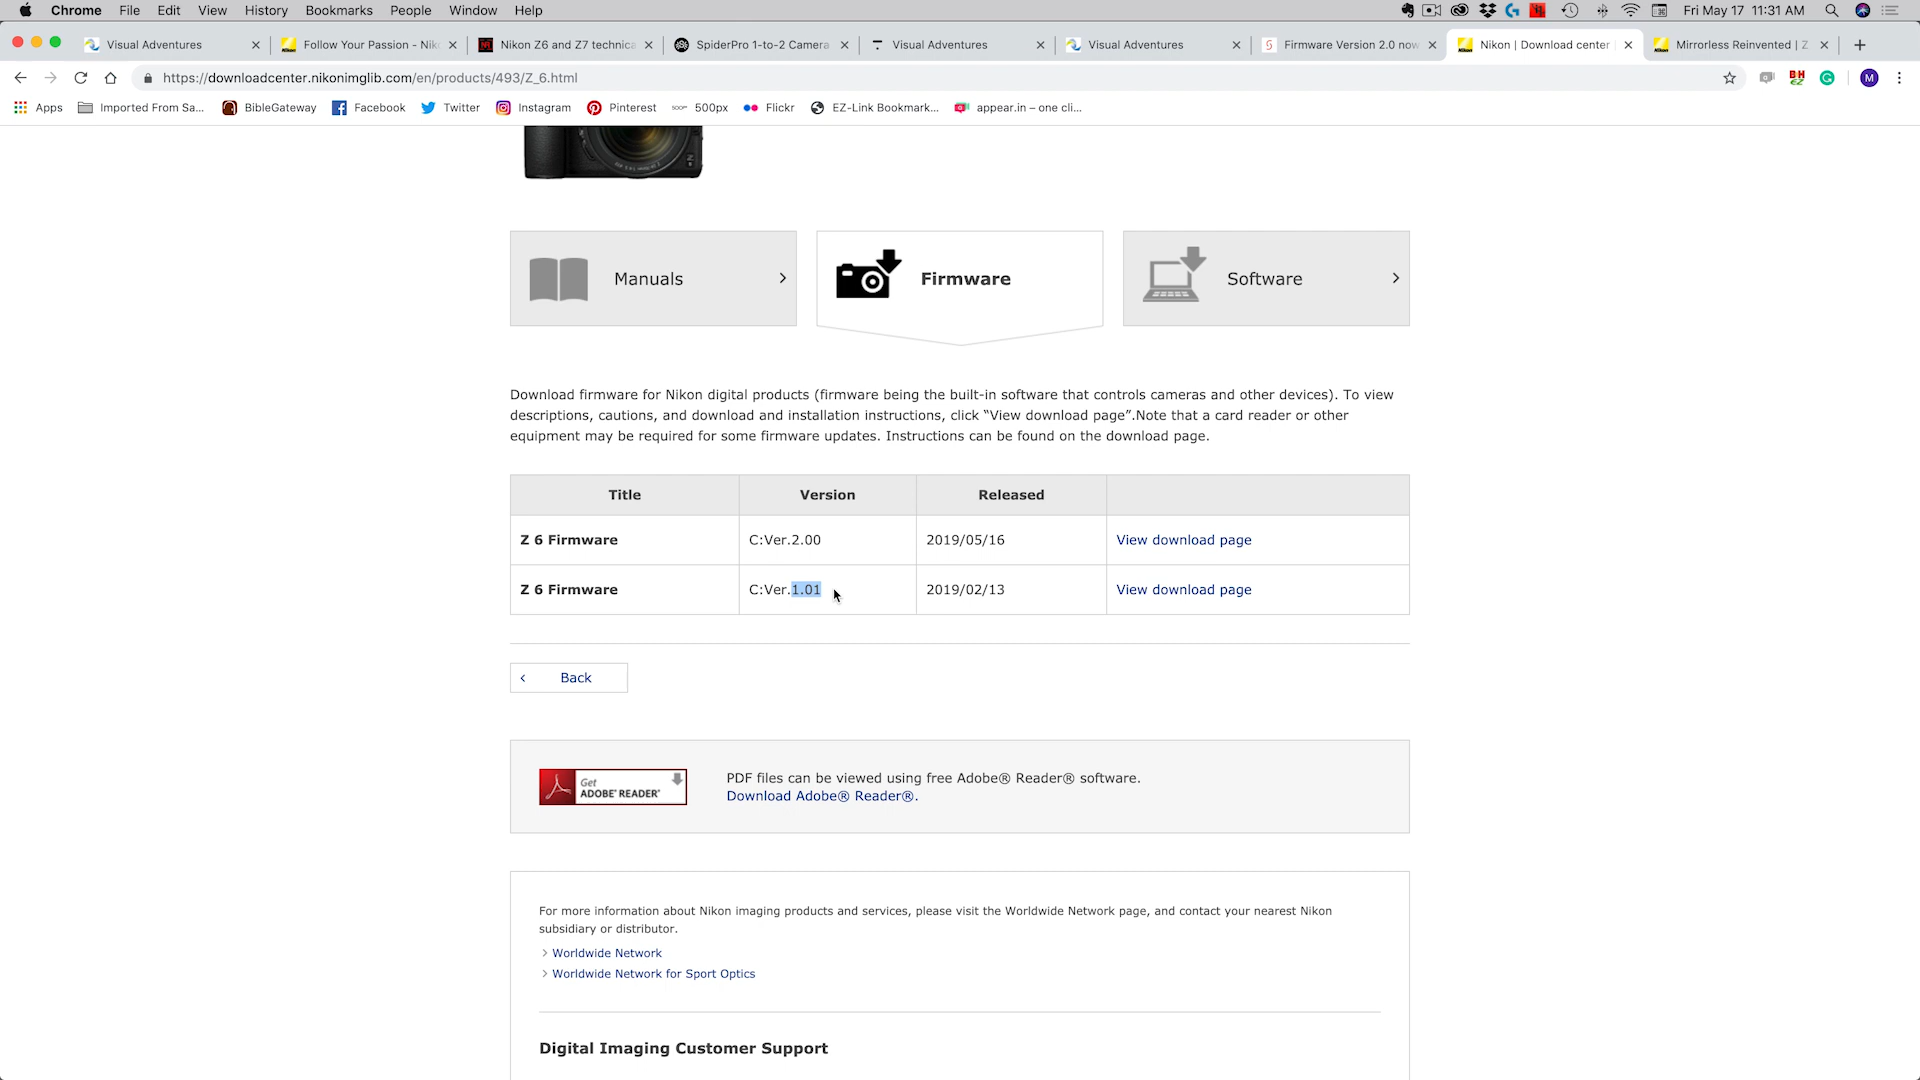 Chrome File Edit View History Bookmarks People Window Help Fri May 17 11:31 AM
Visual Adventures Follow Your Passion - Nik Nikon Z6 and Z7 technica SpiderPro 1-to-2 Camera Visual Adventures Visual Adventures Firmware Version 2.0 now Nikon | Download center Mirrorless Reinvented | Z
https://downloadcenter.nikonimglib.com/en/products/493/Z_6.html
Apps Imported From Sa... BibleGateway Facebook Twitter Instagram Pinterest 500px Flickr EZ-Link Bookmark... appear.in – one cli...
Manuals Firmware Software
Download firmware for Nikon digital products (firmware being the built-in software that controls cameras and other devices). To view
descriptions, cautions, and download and installation instructions, click “View download page”.Note that a card reader or other
equipment may be required for some firmware updates. Instructions can be found on the download page.
Title Version Released
Z 6 Firmware C:Ver.2.00 2019/05/16 View download page
Z 6 Firmware C:Ver.1.01 2019/02/13 View download page
Back
Get
ADOBE® READER®
PDF files can be viewed using free Adobe® Reader® software.
Download Adobe® Reader®.
For more information about Nikon imaging products and services, please visit the Worldwide Network page, and contact your nearest Nikon
subsidiary or distributor.
Worldwide Network
Worldwide Network for Sport Optics
Digital Imaging Customer Support